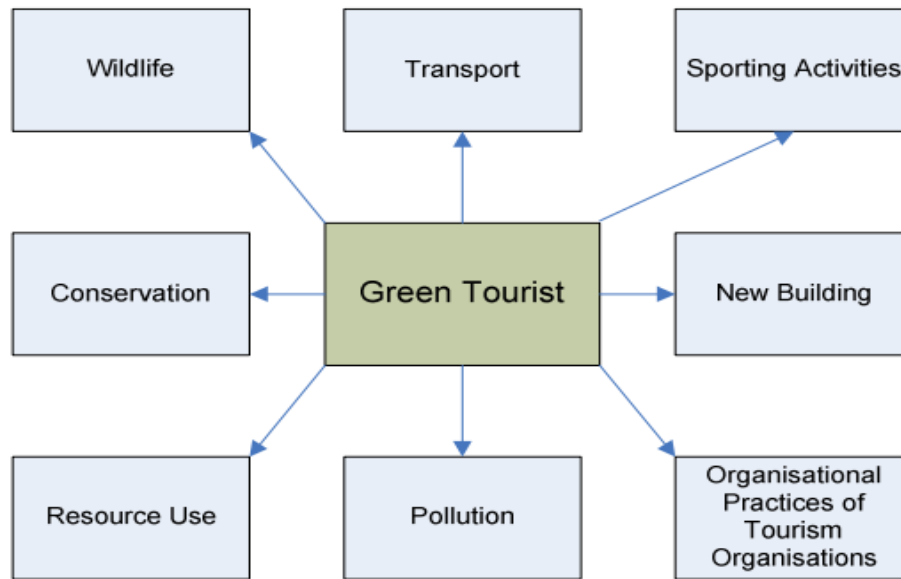 Wildlife
Transport
Sporting Activities
Conservation
Green Tourist
New Building
Resource Use
Pollution
Organisational
Practices of
Tourism
Organisations